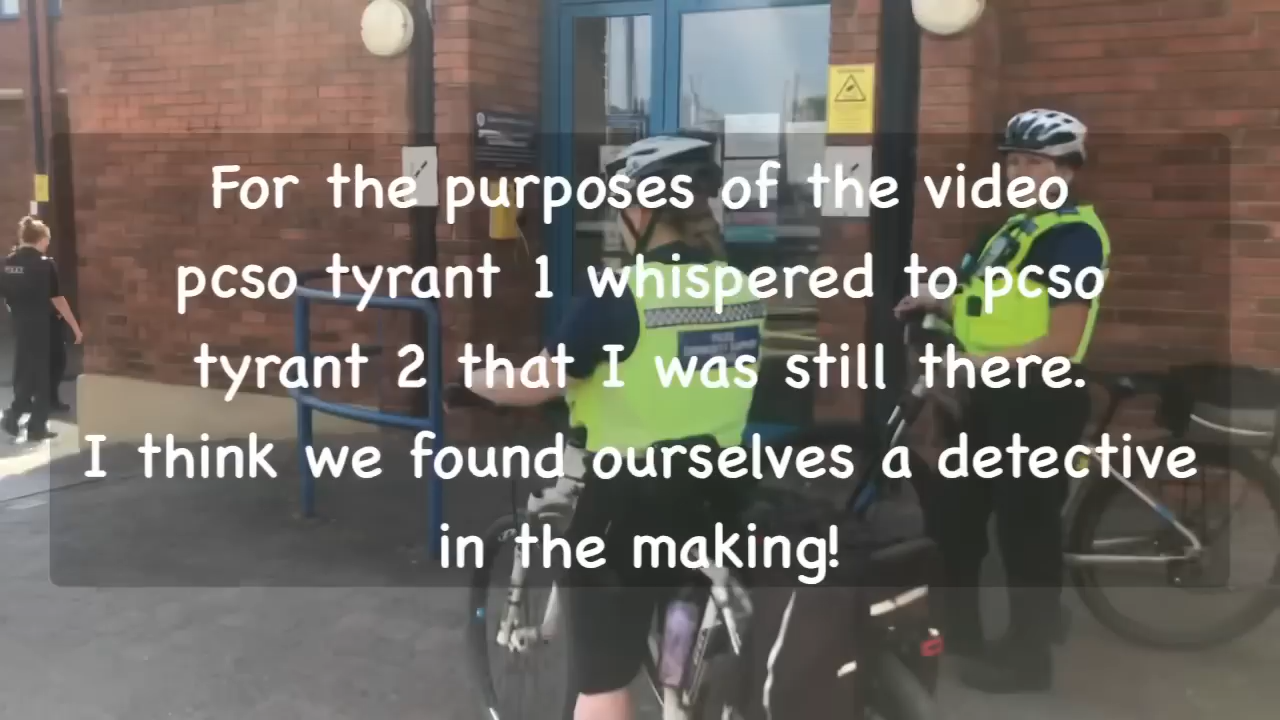 For the purposes of the video
pcso tyrant 1 whispered to pcso
tyrant 2 that I was still there.
I think we found ourselves a detective
in the making!
POLICE